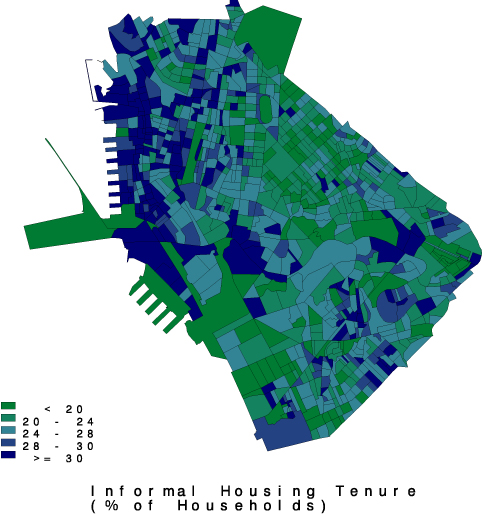 < 20
20 - 24
24 - 28
28 - 30
>= 30
Informal Housing Tenure
(% of Households)